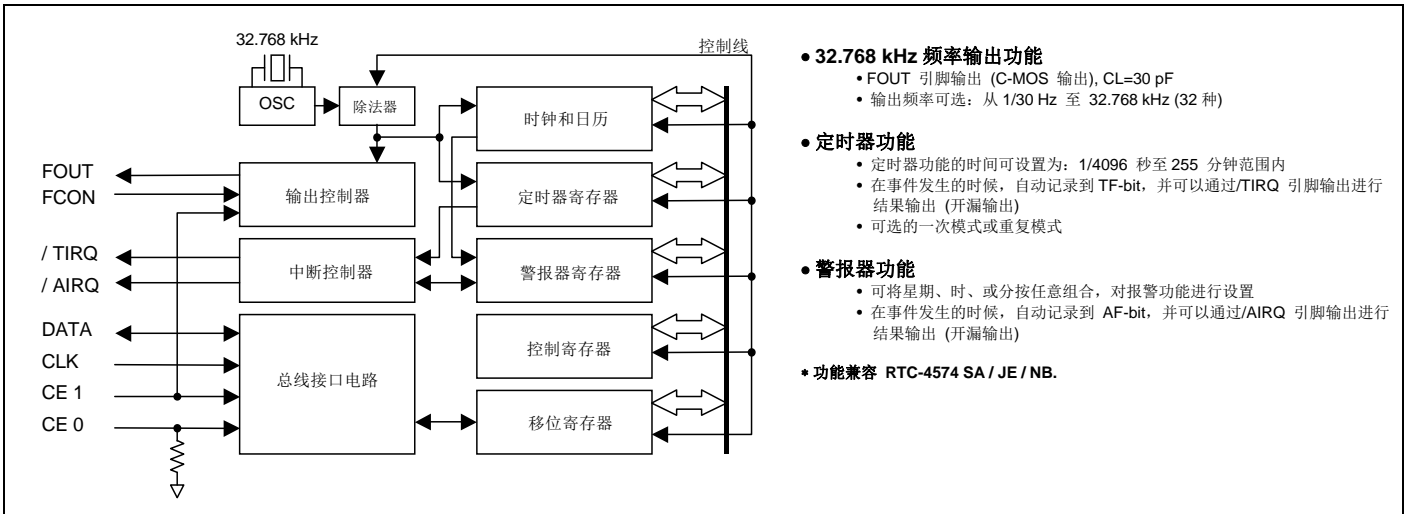 32.768 kHz
控制线
OSC
除法器
时钟和日历
FOUT
FCON
输出控制器
定时器寄存器
/ TIRQ
/ AIRQ
中断控制器
警报器寄存器
DATA
CLK
CE 1
CE 0
总线接口电路
控制寄存器
移位寄存器
● 32.768 kHz 频率输出功能
• FOUT 引脚输出 (C-MOS 输出), CL=30 pF
• 输出频率可选：从 1/30 Hz 至 32.768 kHz (32 种)
● 定时器功能
• 定时器功能的时间可设置为：1/4096 秒至 255 分钟范围内
• 在事件发生的时候，自动记录到 TF-bit，并可以通过/TIRQ 引脚输出进行
结果输出 (开漏输出)
• 可选的一次模式或重复模式
● 警报器功能
• 可将星期、时、或分按任意组合，对报警功能进行设置
• 在事件发生的时候，自动记录到 AF-bit，并可以通过/AIRQ 引脚输出进行
结果输出 (开漏输出)
* 功能兼容 RTC-4574 SA / JE / NB.